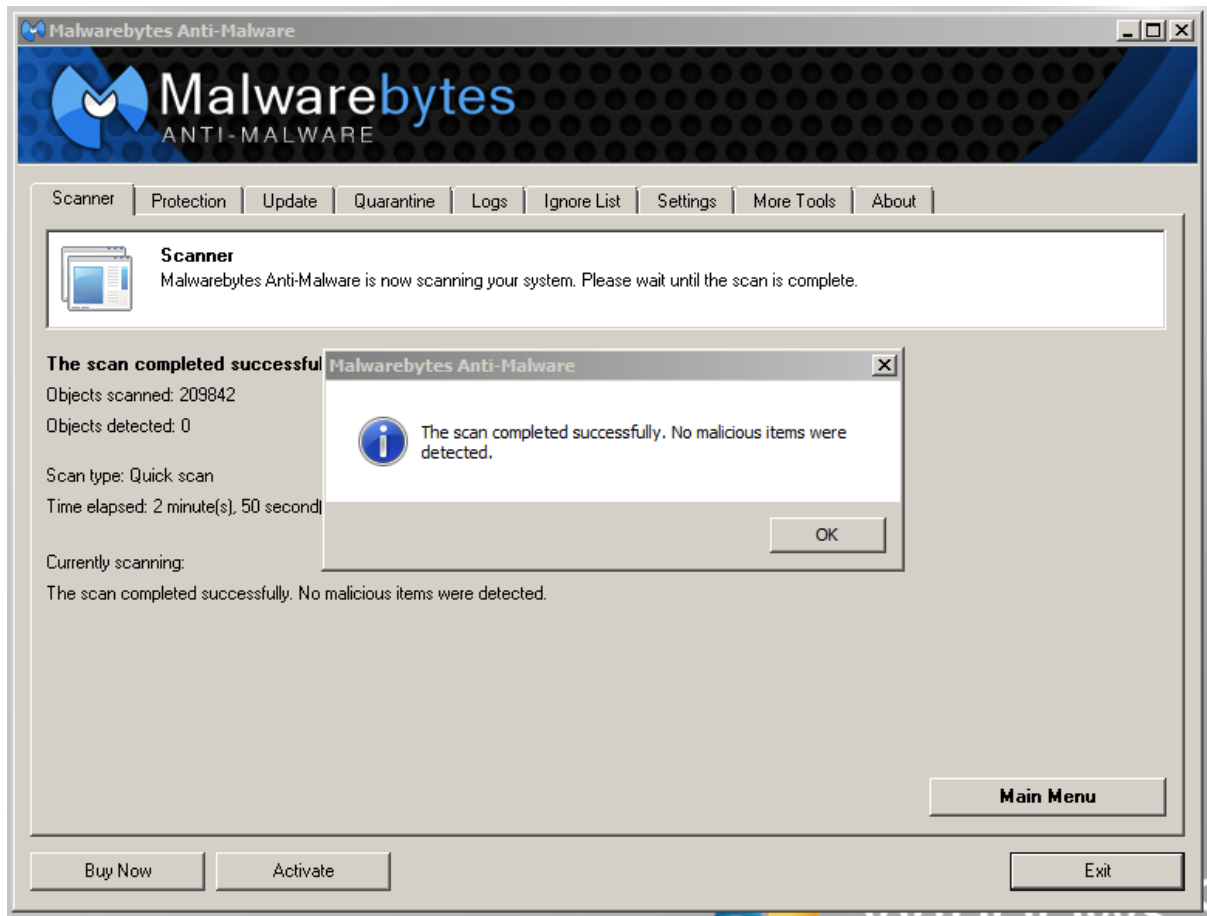 Malwarebytes Anti-Malware
Malwarebytes
ANTI-MALWARE
Scanner
Protection
Update
Quarantine
Logs
Ignore List
Settings
More Tools
About
Scanner
Malwarebytes Anti-Malware is now scanning your system. Please wait until the scan is complete.
The scan completed successful
Objects scanned: 209842
Objects detected: 0
Scan type: Quick scan
Time elapsed: 2 minute(s), 50 second(
Currently scanning:
The scan completed successfully. No malicious items were detected.
Malwarebytes Anti-Malware
The scan completed successfully. No malicious items were
detected.
OK
Main Menu
Buy Now
Activate
Exit